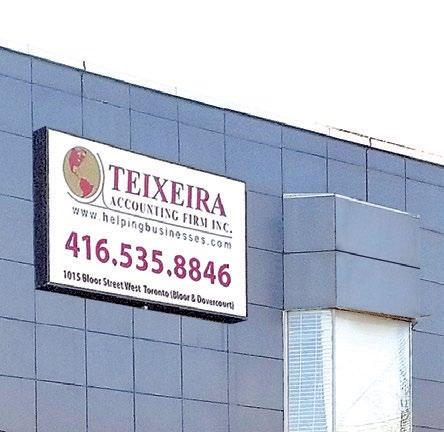 TEIXEIRA
ACCOUNTING FIRM INC.
www.helpingbusinesses.com
416.535.8846
1015 Bloor Street West Toronto (Bloor & Dovercourt)